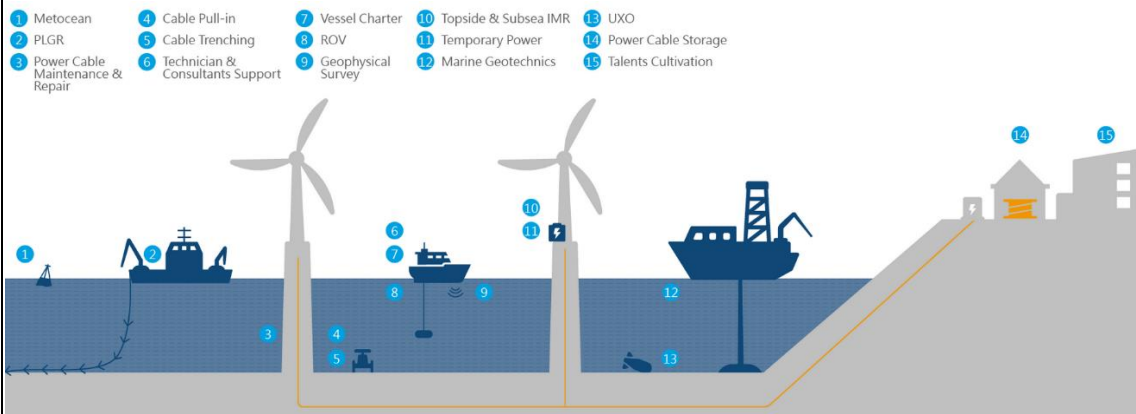 1 Metocean
2 PLGR
3 Power Cable
Maintenance &
Repair
4 Cable Pull-in
5 Cable Trenching
6 Technician &
Consultants Support
7 Vessel Charter
8 ROV
9 Geophysical
Survey
10 Topside & Subsea IMR
11 Temporary Power
12 Marine Geotechnics
13 UXO
14 Power Cable Storage
15 Talents Cultivation
14
15
10
6
11
1
2
7
8
9
12
3
4
5
13